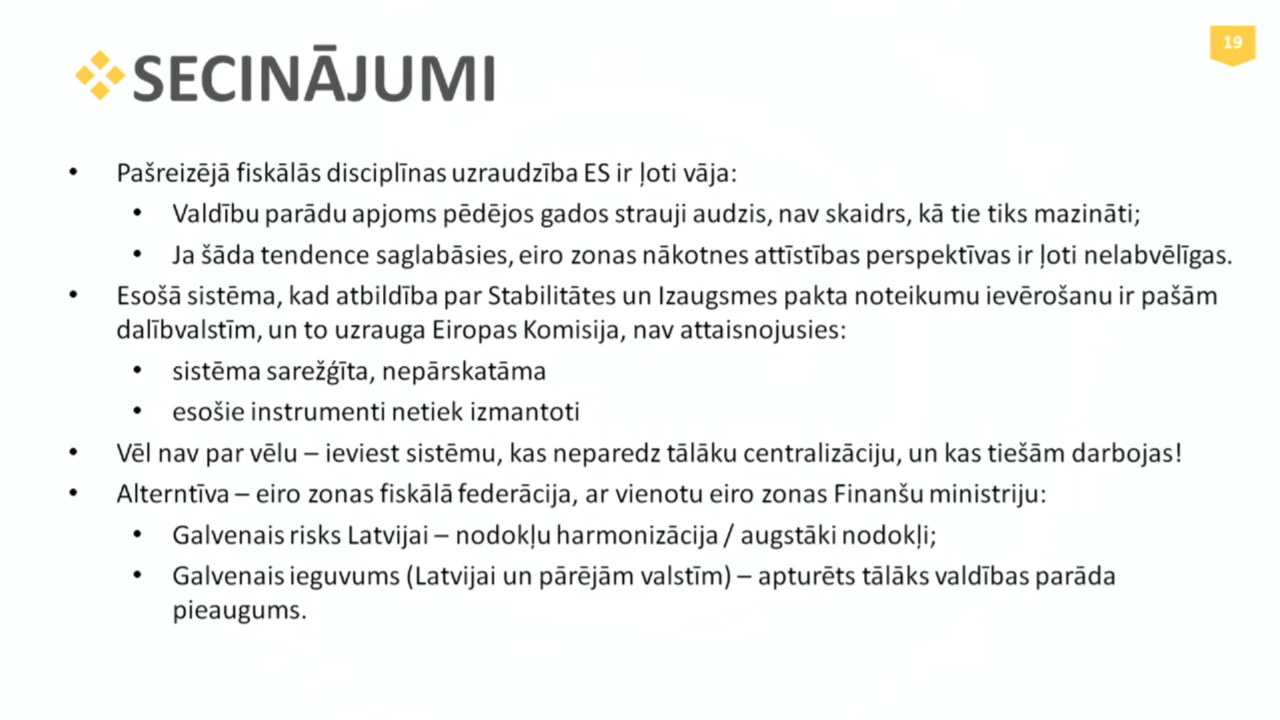 19
SECINĀJUMI
• Pašreizējā fiskālās disciplīnas uzraudzība ES ir ļoti vāja:
• Valdību parādu apjoms pēdējos gados strauji audzis, nav skaidrs, kā tie tiks mazināti;
• Ja šāda tendence saglabāsies, eiro zonas nākotnes attīstības perspektīvas ir ļoti nelabvēlīgas.
• Esošā sistēma, kad atbildība par Stabilitātes un Izaugsmes pakta noteikumu ievērošanu ir pašām
dalībvalstīm, un to uzrauga Eiropas Komisija, nav attaisnojusies:
• sistēma sarežģīta, nepārskatāma
• esošie instrumenti netiek izmantoti
• Vēl nav par vēlu – ieviest sistēmu, kas neparedz tālāku centralizāciju, un kas tiešām darbojas!
• Alterntīva – eiro zonas fiskālā federācija, ar vienotu eiro zonas Finanšu ministriju:
• Galvenais risks Latvijai – nodokļu harmonizācija / augstāki nodokļi;
• Galvenais ieguvums (Latvijai un pārējām valstīm) – apturēts tālāks valdības parāda
pieaugums.